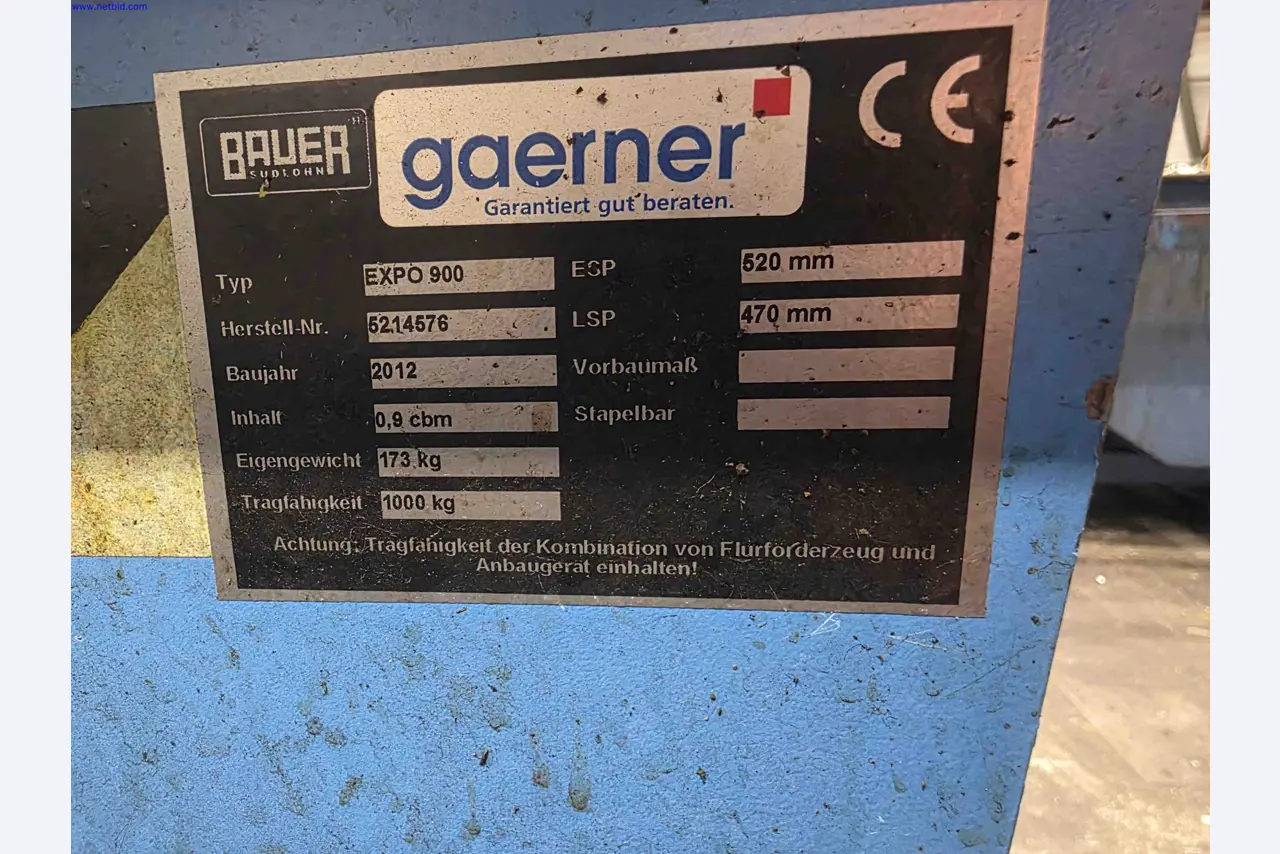 www.netbid.com
BAUER
SÜDLOHN
gaerner
Garantiert gut beraten.
CE
Typ EXPO 900 ESP 520 mm
Herstell-Nr. 5214576 LSP 470 mm
Baujahr 2012 Vorbaumaß
Inhalt 0,9 cbm Stapelbar
Eigengewicht 173 kg
Tragfähigkeit 1000 kg
Achtung: Tragfähigkeit der Kombination von Flurförderzeug und
Anbaugerät einhalten!